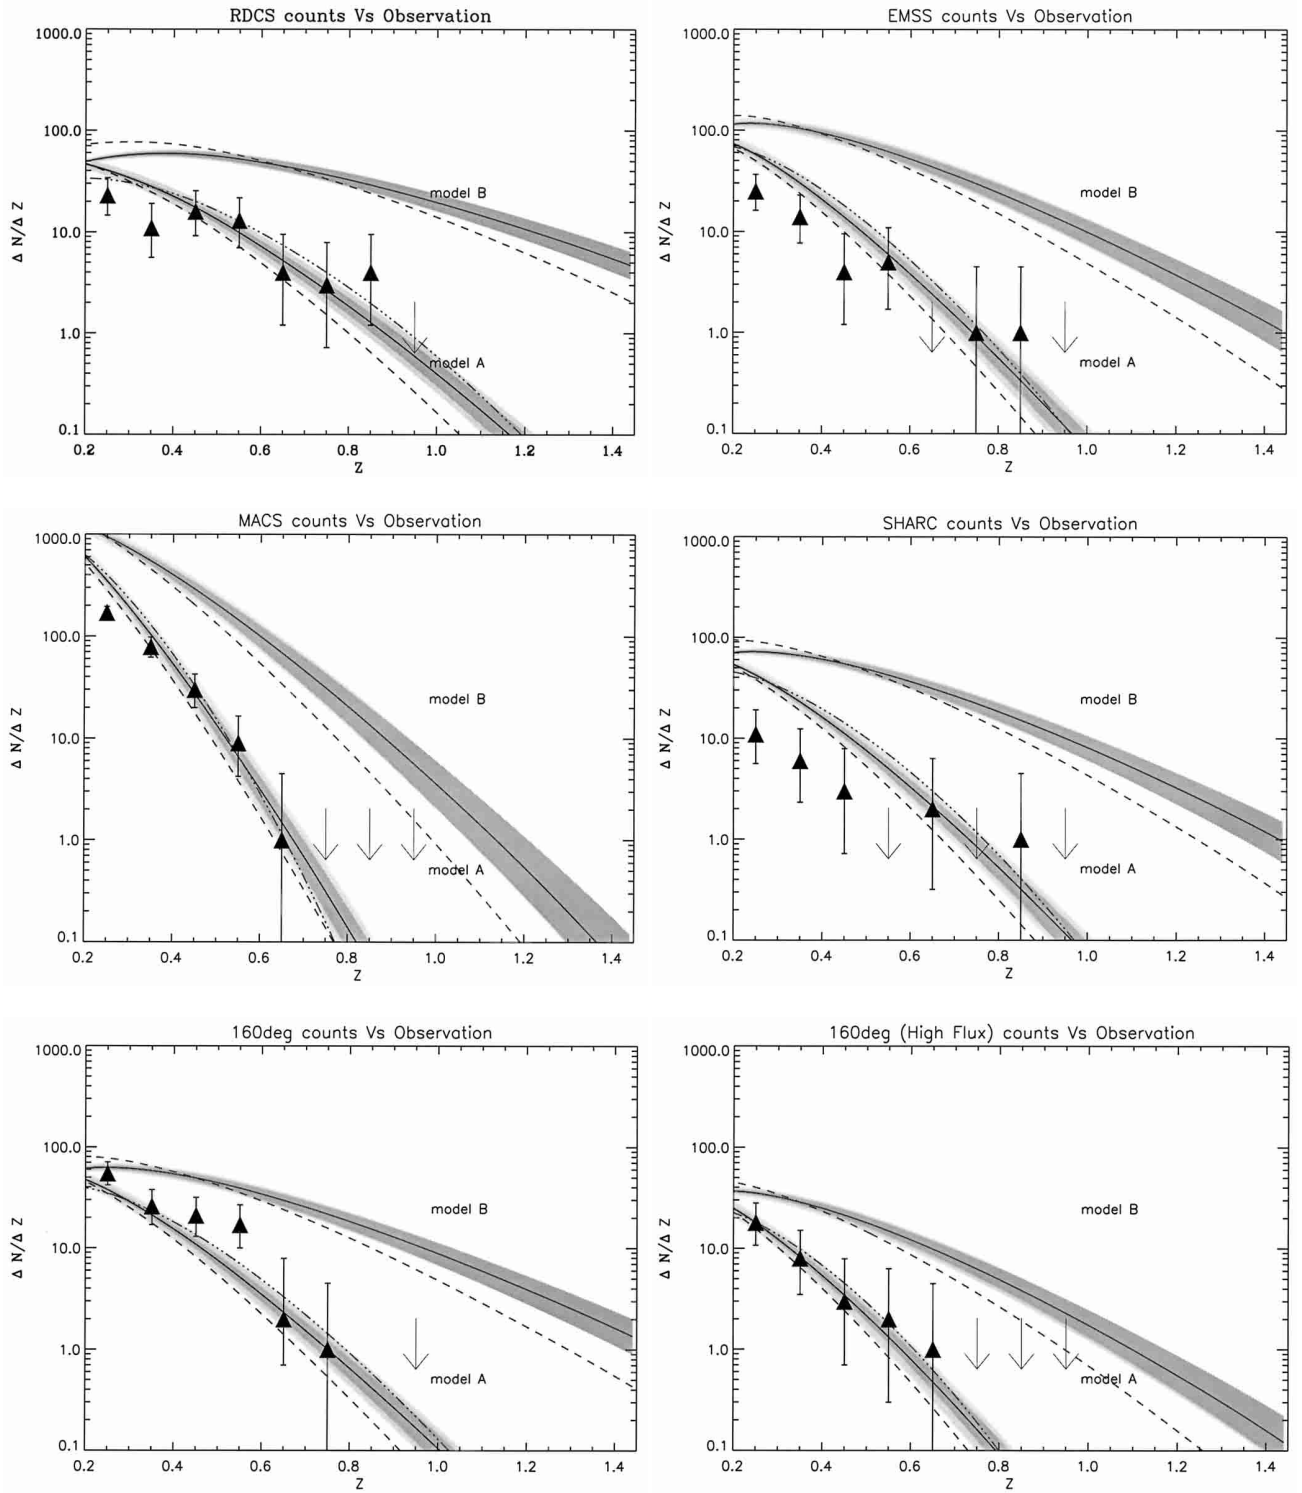 RDCS counts Vs Observation
1000.0
100.0
10.0
1.0
0.1
Δ N/Δ Z
model B
model A
0.2 0.4 0.6 0.8 1.0 1.2 1.4
Z
EMSS counts Vs Observation
1000.0
100.0
10.0
1.0
0.1
Δ N/Δ Z
model B
model A
0.2 0.4 0.6 0.8 1.0 1.2 1.4
Z
MACS counts Vs Observation
1000.0
100.0
10.0
1.0
0.1
Δ N/Δ Z
model B
model A
0.2 0.4 0.6 0.8 1.0 1.2 1.4
Z
SHARC counts Vs Observation
1000.0
100.0
10.0
1.0
0.1
Δ N/Δ Z
model B
model A
0.2 0.4 0.6 0.8 1.0 1.2 1.4
Z
160deg counts Vs Observation
1000.0
100.0
10.0
1.0
0.1
Δ N/Δ Z
model B
model A
0.2 0.4 0.6 0.8 1.0 1.2 1.4
Z
160deg (High Flux) counts Vs Observation
1000.0
100.0
10.0
1.0
0.1
Δ N/Δ Z
model B
model A
0.2 0.4 0.6 0.8 1.0 1.2 1.4
Z